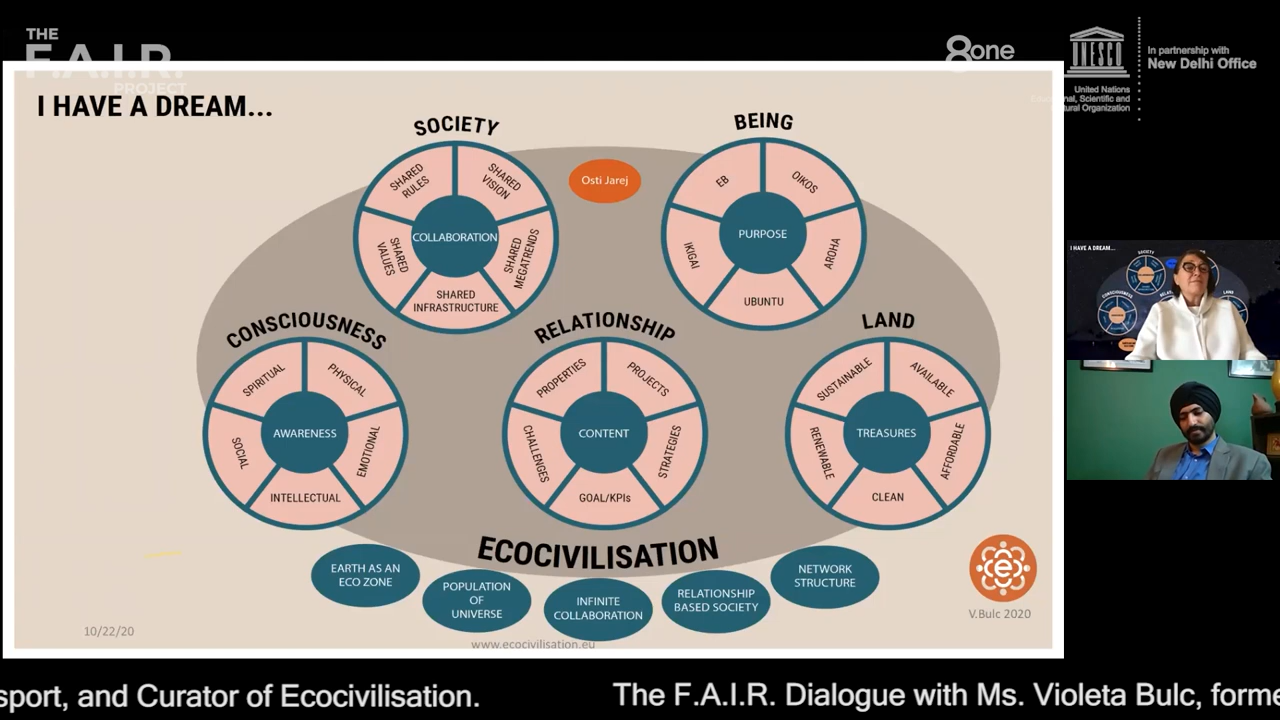 THE
F.A.I.R.
PROJECT
8one
UNESCO
In partnership with
New Delhi Office
United Nations
nal, Scientific and
tural Organization
I HAVE A DREAM...
SOCIETY
SHARED
RULES
SHARED
VISION
SHARED
VALUES
COLLABORATION
SHARED
MEGATRENDS
SHARED
INFRASTRUCTURE
Osti Jarej
BEING
EB
OIKOS
IKIGAI
PURPOSE
AROHA
UBUNTU
CONSCIOUSNESS
SPIRITUAL
PHYSICAL
SOCIAL
AWARENESS
EMOTIONAL
INTELLECTUAL
RELATIONSHIP
PROPERTIES
PROJECTS
CHALLENGES
CONTENT
STRATEGIES
GOAL/KPIs
LAND
SUSTAINABLE
AVAILABLE
RENEWABLE
TREASURES
AFFORDABLE
CLEAN
ECOCIVILISATION
EARTH AS AN
ECO ZONE
POPULATION
OF
UNIVERSE
INFINITE
COLLABORATION
RELATIONSHIP
BASED SOCIETY
NETWORK
STRUCTURE
e
V.Bulc 2020
10/22/20
www.ecocivilisation.eu
I HAVE A DREAM...
sport, and Curator of Ecocivilisation.
The F.A.I.R. Dialogue with Ms. Violeta Bulc, forme